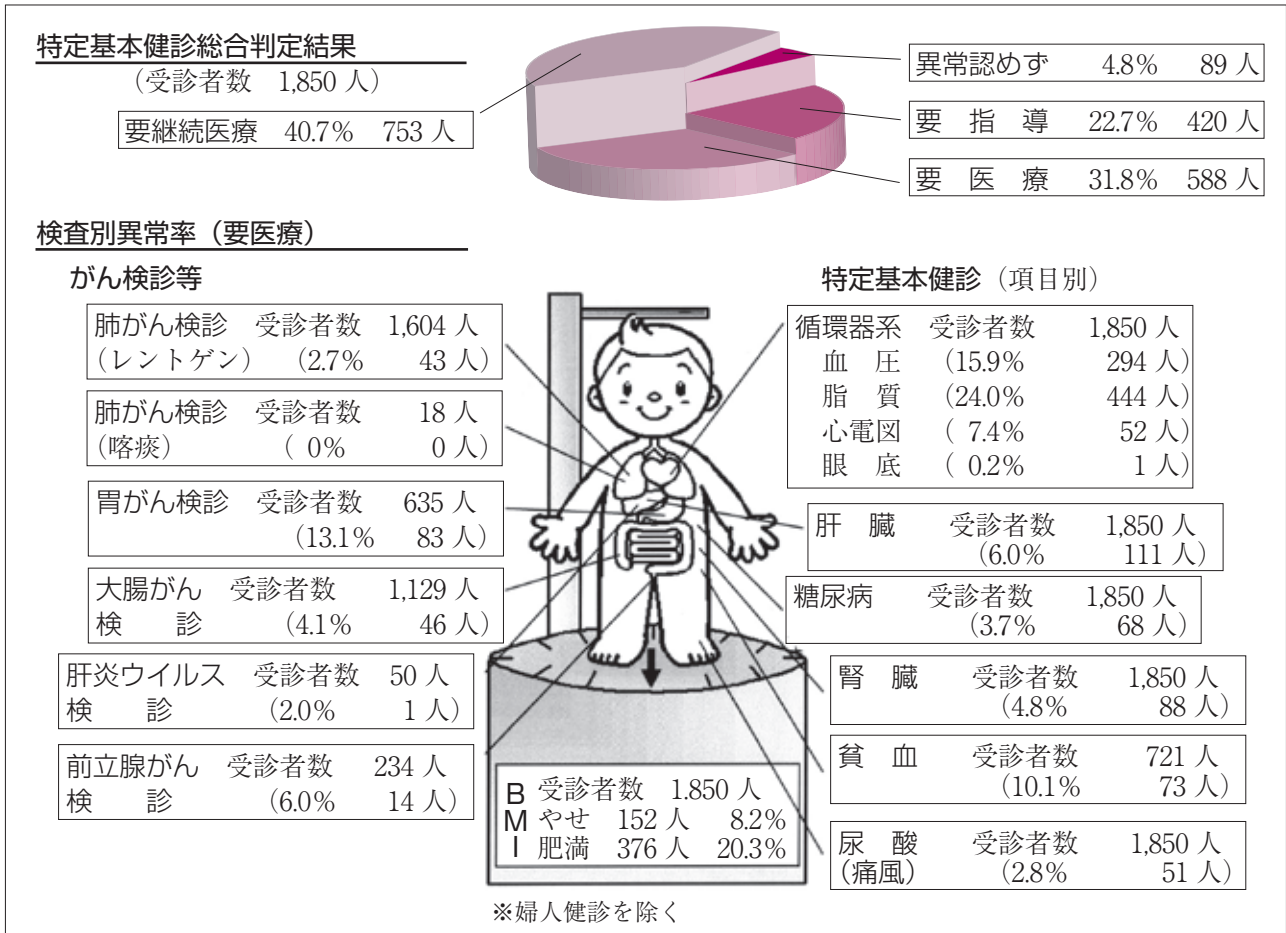 特定基本健診総合判定結果
（受診者数 1,850 人）
要継続医療 40.7% 753 人
異常認めず 4.8% 89 人
要 指 導 22.7% 420 人
要 医 療 31.8% 588 人
検査別異常率（要医療）
がん検診等
肺がん検診 受診者数 1,604 人
（レントゲン） (2.7% 43 人)
肺がん検診 受診者数 18 人
(喀痰) ( 0% 0 人)
胃がん検診 受診者数 635 人
(13.1% 83 人)
大腸がん 受診者数 1,129 人
検 診 (4.1% 46 人)
肝炎ウイルス 受診者数 50 人
検 診 (2.0% 1 人)
前立腺がん 受診者数 234 人
検 診 (6.0% 14 人)
特定基本健診（項目別）
循環器系 受診者数 1,850 人
血 圧 (15.9% 294 人)
脂 質 (24.0% 444 人)
心電図 ( 7.4% 52 人)
眼 底 ( 0.2% 1 人)
肝 臓 受診者数 1,850 人
(6.0% 111 人)
糖尿病 受診者数 1,850 人
(3.7% 68 人)
腎 臓 受診者数 1,850 人
(4.8% 88 人)
貧 血 受診者数 721 人
(10.1% 73 人)
尿 酸 受診者数 1,850 人
(痛風) (2.8% 51 人)
BMI 受診者数 1.850 人
やせ 152 人 8.2%
肥満 376 人 20.3%
※婦人健診を除く